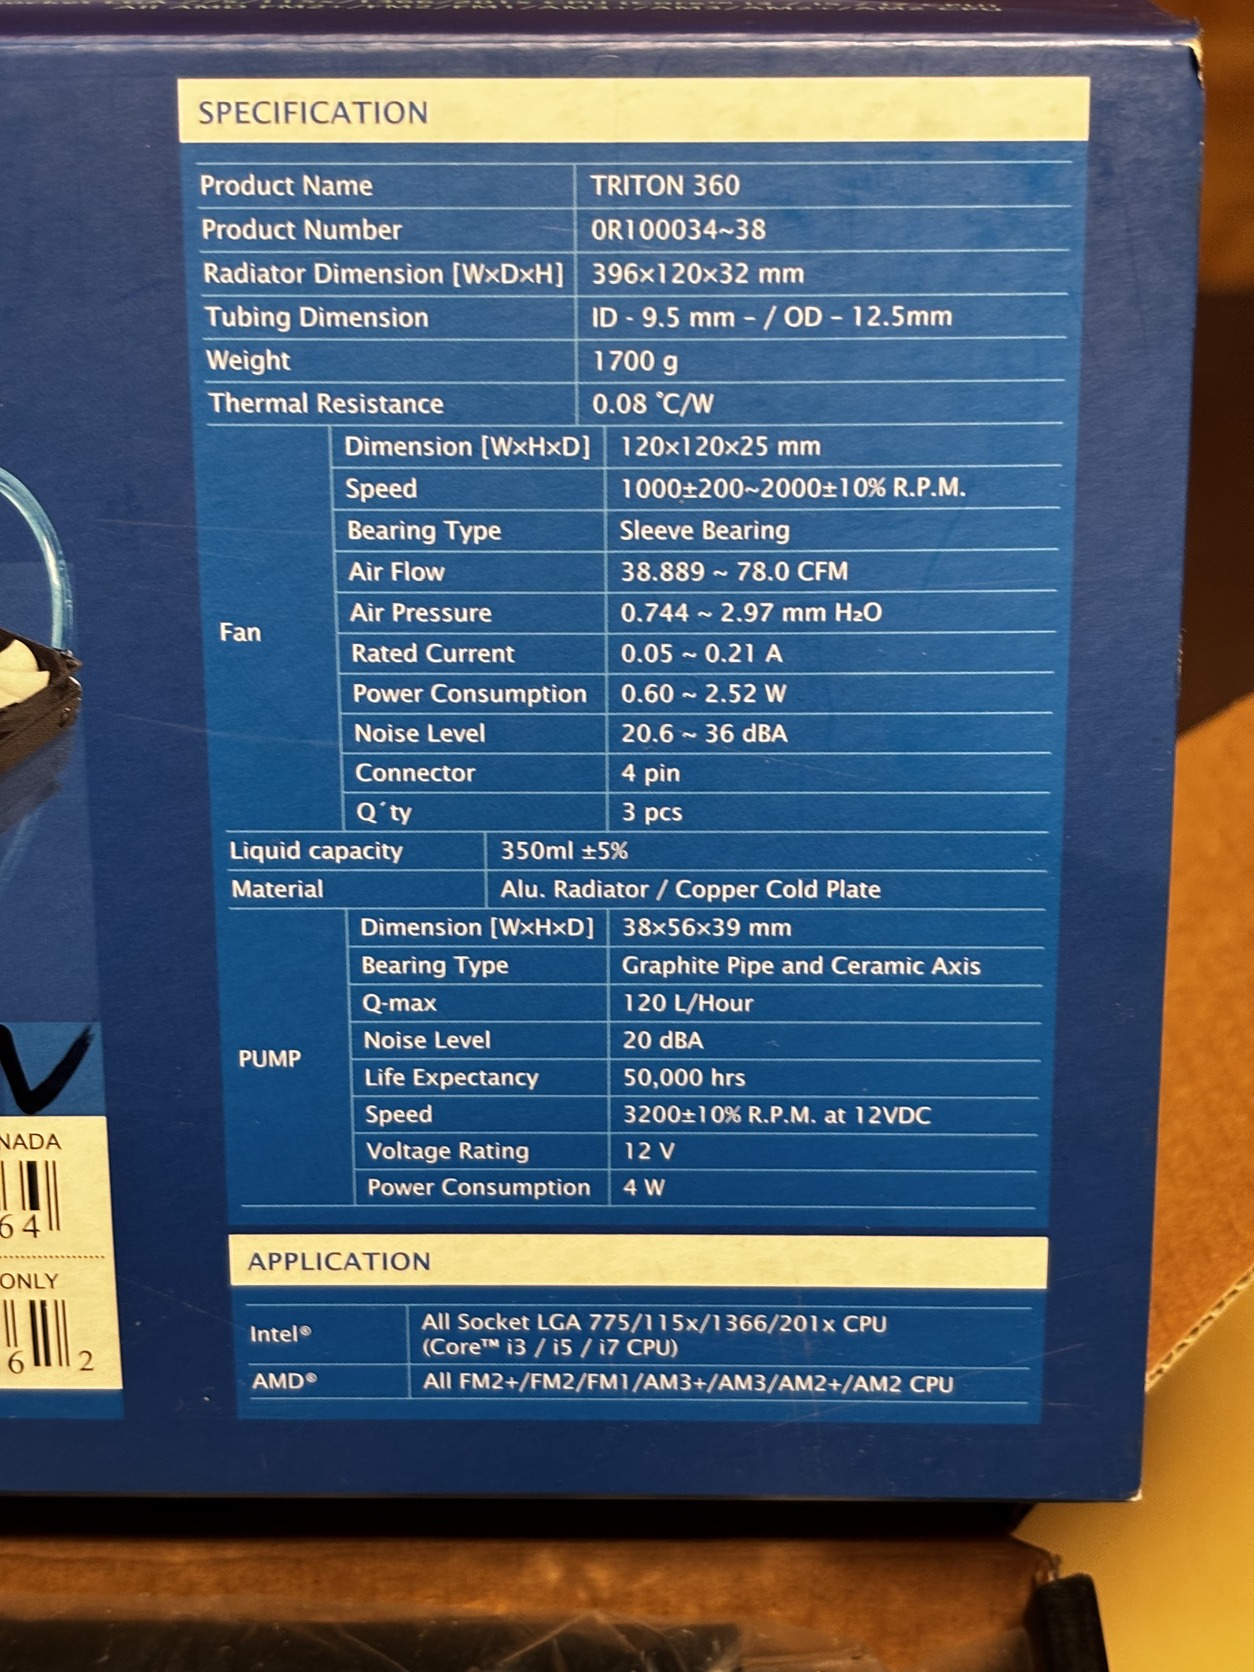 SPECIFICATION
Product Name TRITON 360
Product Number 0R100034~38
Radiator Dimension [W×D×H] 396×120×32 mm
Tubing Dimension ID - 9.5 mm – / OD – 12.5mm
Weight 1700 g
Thermal Resistance 0.08 ℃/W
Fan
Dimension [W×H×D] 120×120×25 mm
Speed 1000±200~2000±10% R.P.M.
Bearing Type Sleeve Bearing
Air Flow 38.889 ~ 78.0 CFM
Air Pressure 0.744 ~ 2.97 mm H₂O
Rated Current 0.05 ~ 0.21 A
Power Consumption 0.60 ~ 2.52 W
Noise Level 20.6 ~ 36 dBA
Connector 4 pin
Q´ty 3 pcs
Liquid capacity 350ml ±5%
Material Alu. Radiator / Copper Cold Plate
PUMP
Dimension [W×H×D] 38×56×39 mm
Bearing Type Graphite Pipe and Ceramic Axis
Q-max 120 L/Hour
Noise Level 20 dBA
Life Expectancy 50,000 hrs
Speed 3200±10% R.P.M. at 12VDC
Voltage Rating 12 V
Power Consumption 4 W
APPLICATION
Intel® All Socket LGA 775/115x/1366/201x CPU
(Core™ i3 / i5 / i7 CPU)
AMD® All FM2+/FM2/FM1/AM3+/AM3/AM2+/AM2 CPU
NADA
64
ONLY
6 2